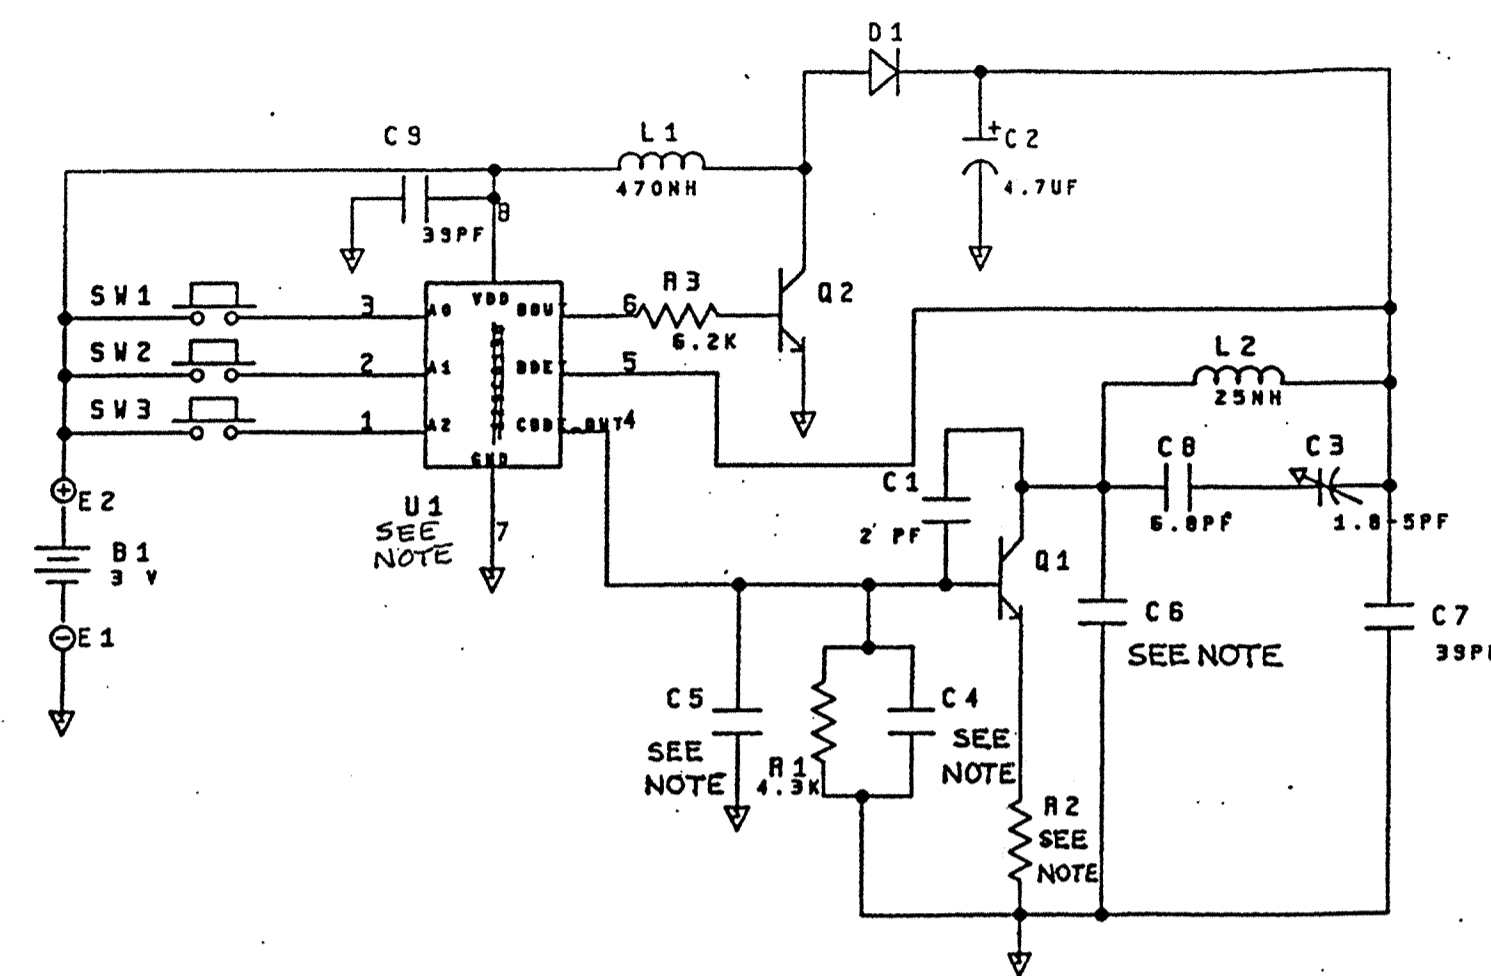 D1
C9
L1
+
C2
470NH
4.7UF
8
39PF
SW1
3
A0
VDD
6
R3
Q2
6.2K
SW2
2
A1
5
L2
25NH
SW3
1
A2
OUT4
GND
E2
U1
SEE
NOTE
7
C1
2 PF
C8
C3
6.8PF
1.8-5PF
B1
3 V
Q1
E1
C6
SEE NOTE
C7
C5
SEE
NOTE
R1
4.3K
C4
SEE
NOTE
R2
SEE
NOTE